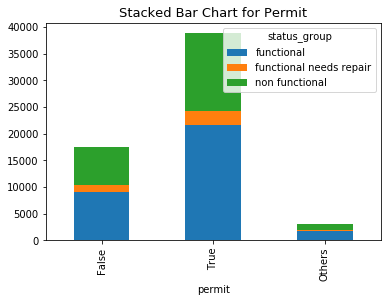 Stacked Bar Chart for Permit
status_group
functional
functional needs repair
non functional
40000
35000
30000
25000
20000
15000
10000
5000
0
False
True
Others
permit